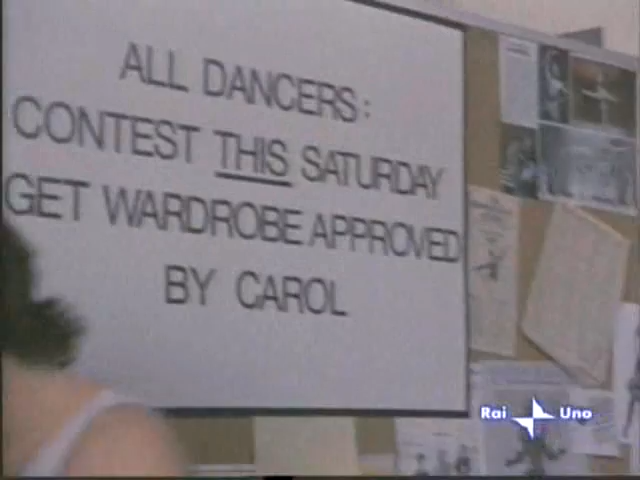 ALL DANCERS:
CONTEST THIS SATURDAY
GET WARDROBE APPROVED
BY CAROL
Rai Uno